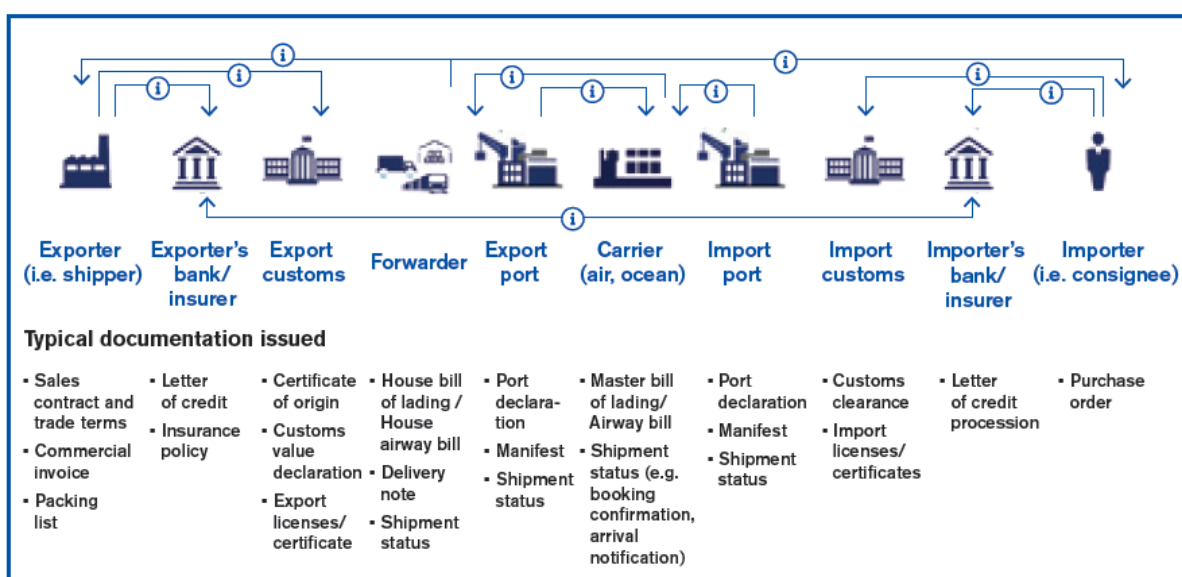 i
i
i
i
i
i
i
i
i
i
Exporter
(i.e. shipper)
Exporter's
bank/
insurer
Export
customs
Forwarder
Export
port
Carrier
(air, ocean)
Import
port
Import
customs
Importer's
bank/
insurer
Importer
(i.e. consignee)
Typical documentation issued
▪ Sales
contract and
trade terms
▪ Commercial
invoice
▪ Packing
list
▪ Letter
of credit
▪ Insurance
policy
▪ Certificate
of origin
▪ Customs
value
declaration
▪ Export
licenses/
certificate
▪ House bill
of lading /
House
airway bill
▪ Delivery
note
▪ Shipment
status
▪ Port
declara-
tion
▪ Manifest
▪ Shipment
status
▪ Master bill
of lading/
Airway bill
▪ Shipment
status (e.g.
booking
confirmation,
arrival
notification)
▪ Port
declaration
▪ Manifest
▪ Shipment
status
▪ Customs
clearance
▪ Import
licenses/
certificates
▪ Letter
of credit
procession
▪ Purchase
order